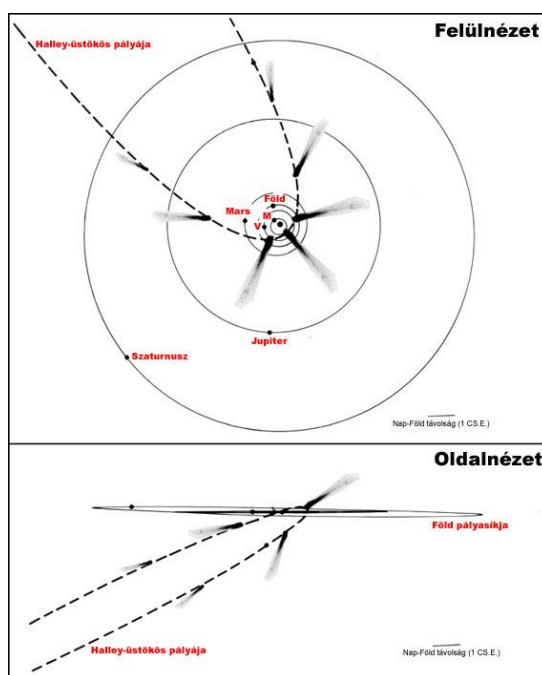 Felülnézet
Halley-üstökös pályája
Föld
Mars
M
V
Jupiter
Szaturnusz
Nap-Föld távolság (1 CS.E.)
Oldalnézet
Föld pályasíkja
Halley-üstökös pályája
Nap-Föld távolság (1 CS.E.)